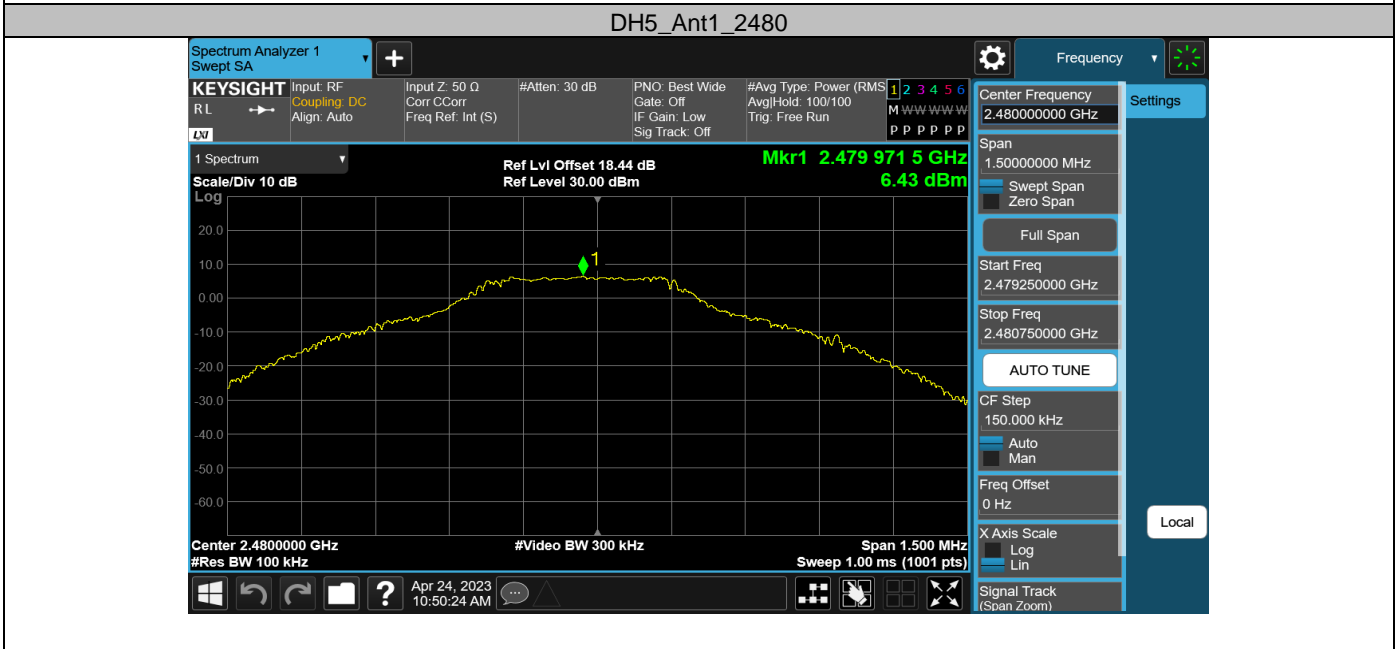 DH5_Ant1_2480
Spectrum Analyzer 1
Swept SA
Frequency
KEYSIGHT
RL
LXI
Input: RF
Coupling: DC
Align: Auto
Input Z: 50 Ω
Corr CCorr
Freq Ref: Int (S)
#Atten: 30 dB
PNO: Best Wide
Gate: Off
IF Gain: Low
Sig Track: Off
#Avg Type: Power (RMS
Avg|Hold: 100/100
Trig: Free Run
1 2 3 4 5 6
M W W W W W
P P P P P P
1 Spectrum
Scale/Div 10 dB
Log
Ref Lvl Offset 18.44 dB
Ref Level 30.00 dBm
Mkr1 2.479 971 5 GHz
6.43 dBm
20.0
10.0
0.00
-10.0
-20.0
-30.0
-40.0
-50.0
-60.0
1
Center 2.4800000 GHz
#Res BW 100 kHz
#Video BW 300 kHz
Span 1.500 MHz
Sweep 1.00 ms (1001 pts)
Center Frequency
2.480000000 GHz
Settings
Span
1.50000000 MHz
Swept Span
Zero Span
Full Span
Start Freq
2.479250000 GHz
Stop Freq
2.480750000 GHz
AUTO TUNE
CF Step
150.000 kHz
Auto
Man
Freq Offset
0 Hz
X Axis Scale
Log
Lin
Local
Signal Track
(Span Zoom)
?
Apr 24, 2023
10:50:24 AM